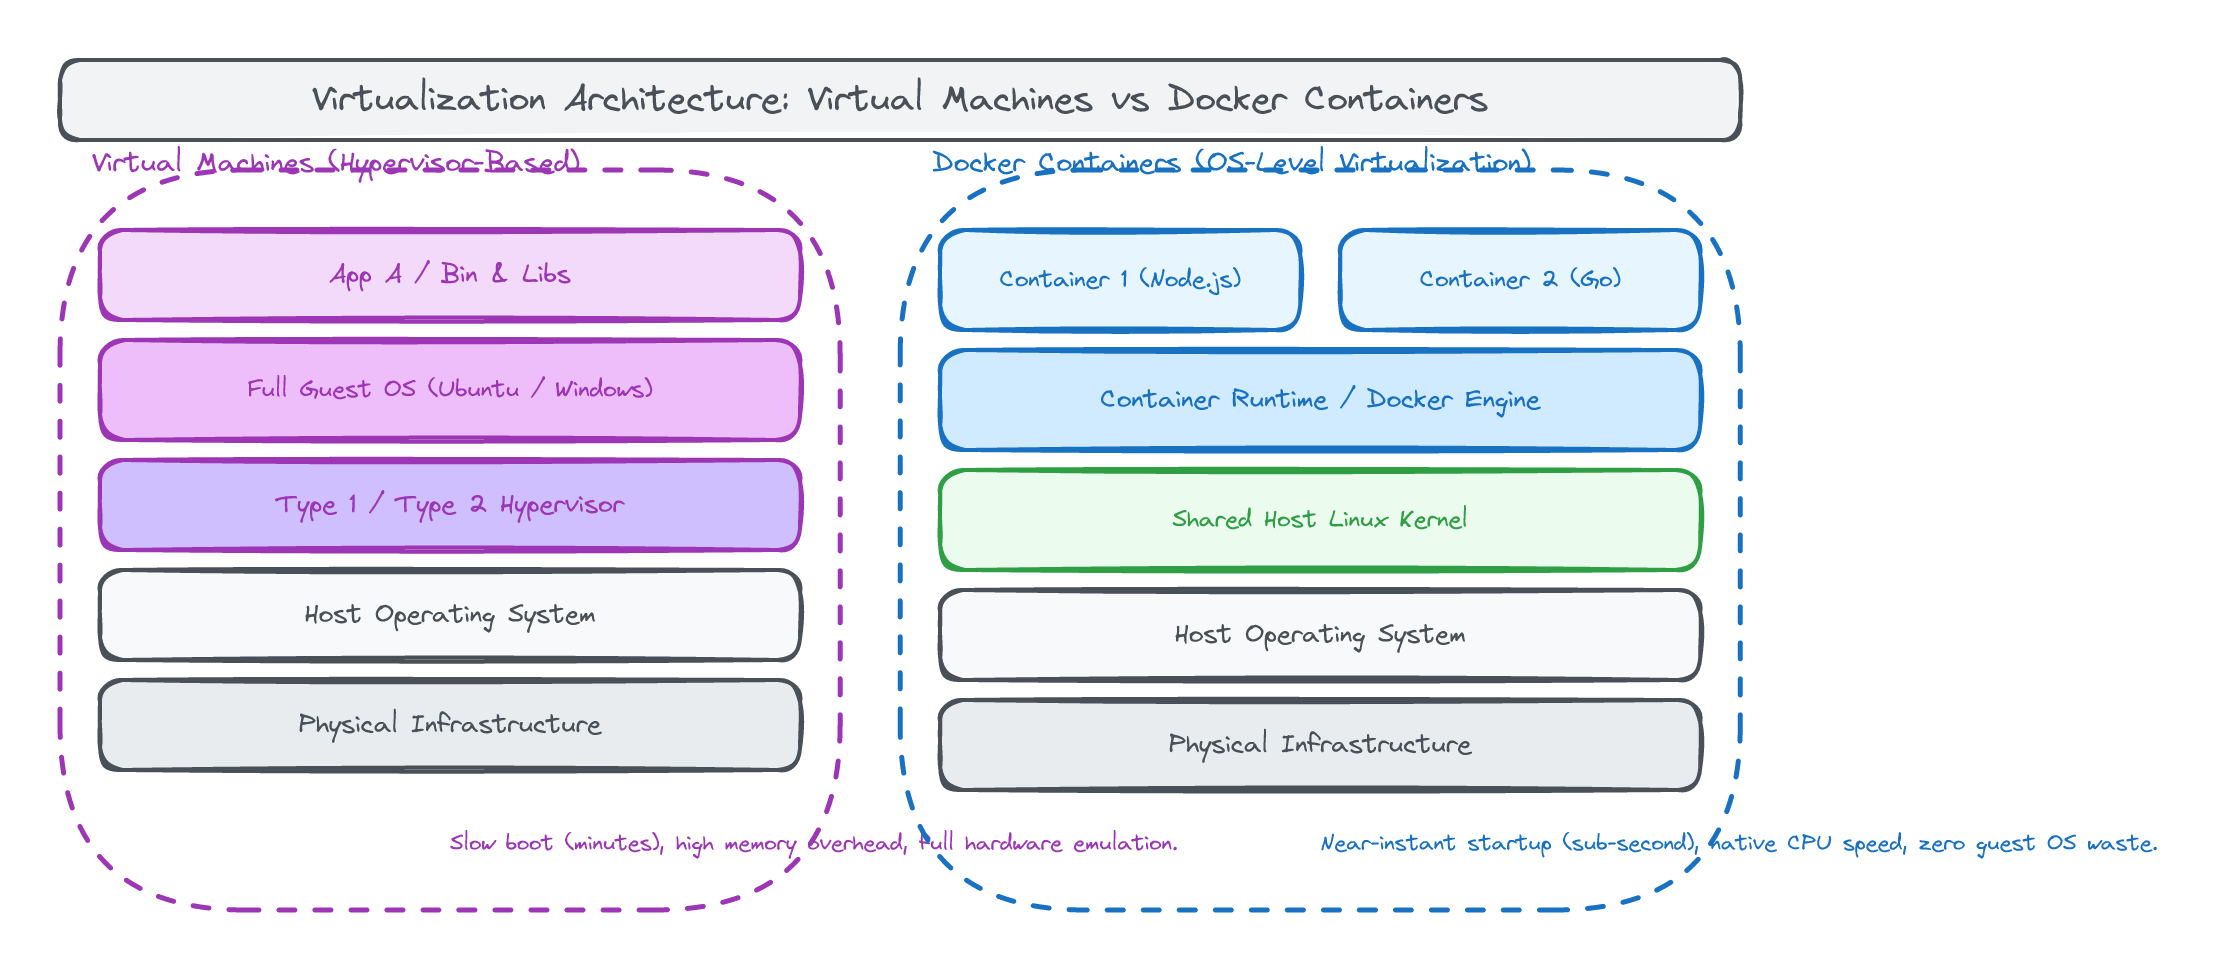 Virtualization Architecture: Virtual Machines vs Docker Containers
Virtual Machines (Hypervisor-Based)
App A / Bin & Libs
Full Guest OS (Ubuntu / Windows)
Type 1 / Type 2 Hypervisor
Host Operating System
Physical Infrastructure
Slow boot (minutes), high memory overhead, full hardware emulation.
Docker Containers (OS-Level Virtualization)
Container 1 (Node.js)
Container 2 (Go)
Container Runtime / Docker Engine
Shared Host Linux Kernel
Host Operating System
Physical Infrastructure
Near-instant startup (sub-second), native CPU speed, zero guest OS waste.